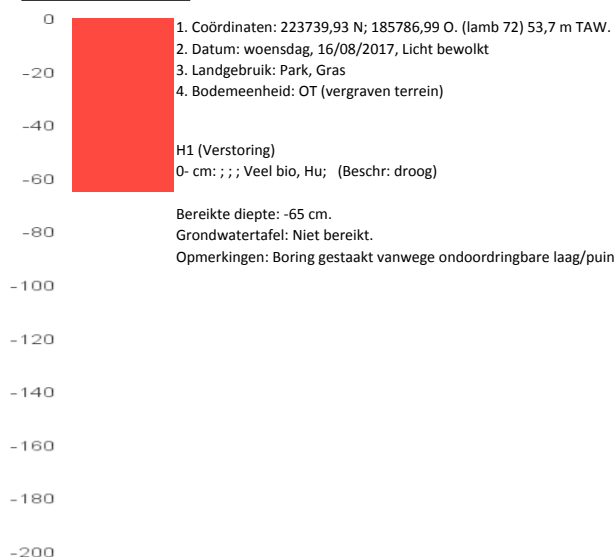 0
-20
-40
-60
-80
-100
-120
-140
-160
-180
-200
1. Coördinaten: 223739,93 N; 185786,99 O. (lamb 72) 53,7 m TAW.
2. Datum: woensdag, 16/08/2017, Licht bewolkt
3. Landgebruik: Park, Gras
4. Bodemeenheid: OT (vergraven terrein)
H1 (Verstoring)
0- cm: ; ; ; Veel bio, Hu; (Beschr: droog)
Bereikte diepte: -65 cm.
Grondwatertafel: Niet bereikt.
Opmerkingen: Boring gestaakt vanwege ondoordringbare laag/puin